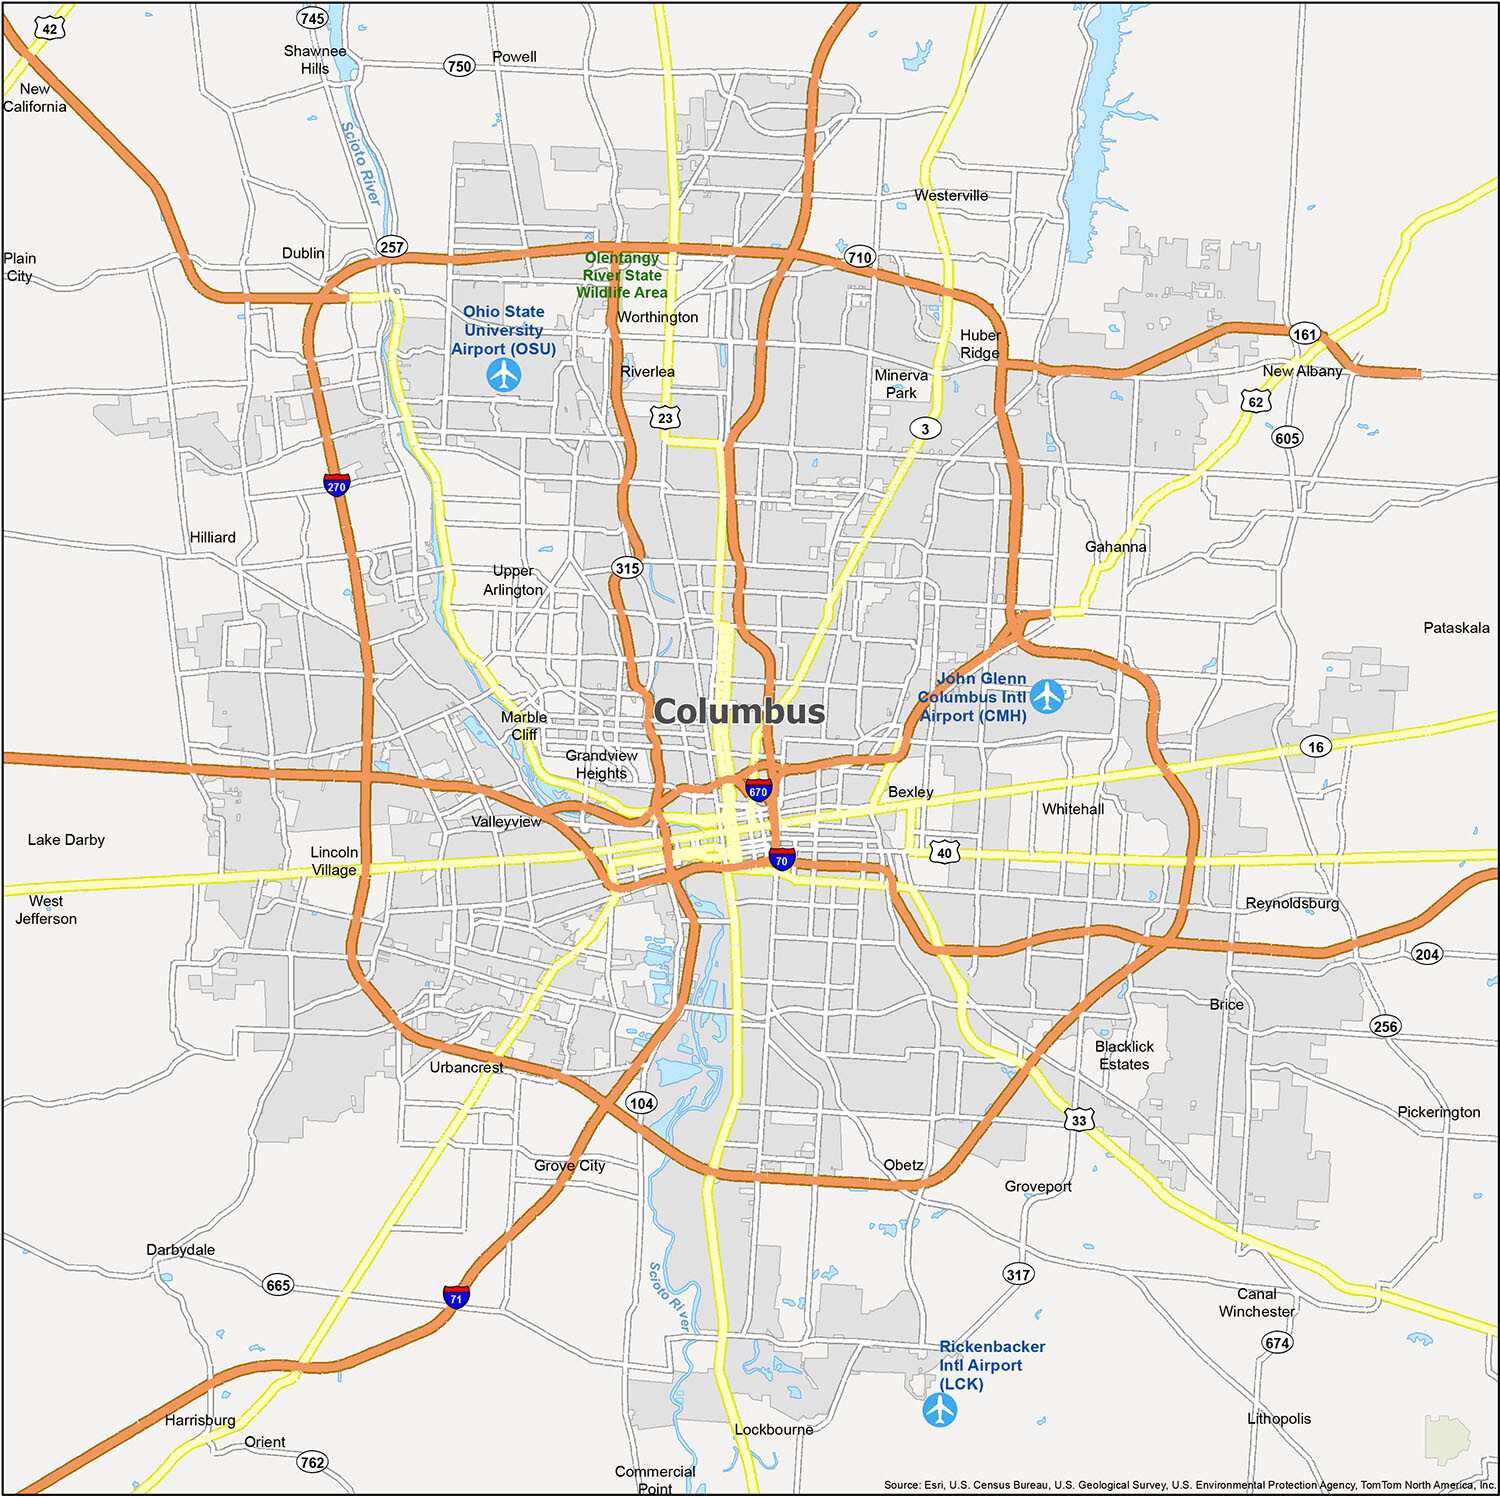 745
42
Shawnee
Hills
750
Powell
New
California
Scioto River
Westerville
257
Dublin
710
Plain
City
Olentangy
River State
Wildlife Area
Ohio State
University
Airport (OSU)
Worthington
Huber
Ridge
161
Riverlea
Minerva
Park
New Albany
62
23
3
605
270
Hilliard
Gahanna
315
Upper
Arlington
Pataskala
John Glenn
Columbus Intl
Airport (CMH)
Columbus
Marble
Cliff
16
Grandview
Heights
670
Bexley
Whitehall
Valleyview
Lake Darby
Lincoln
Village
70
40
West
Jefferson
Reynoldsburg
204
Brice
256
Blacklick
Estates
Urbancrest
104
Pickerington
33
Grove City
Obetz
Groveport
Darbydale
665
71
Scioto River
317
Canal
Winchester
674
Rickenbacker
Intl Airport
(LCK)
Harrisburg
Orient
762
Lockbourne
Lithopolis
Commercial
Point
Source: Esri, U.S. Census Bureau, U.S. Geological Survey, U.S. Environmental Protection Agency, TomTom North America, Inc.